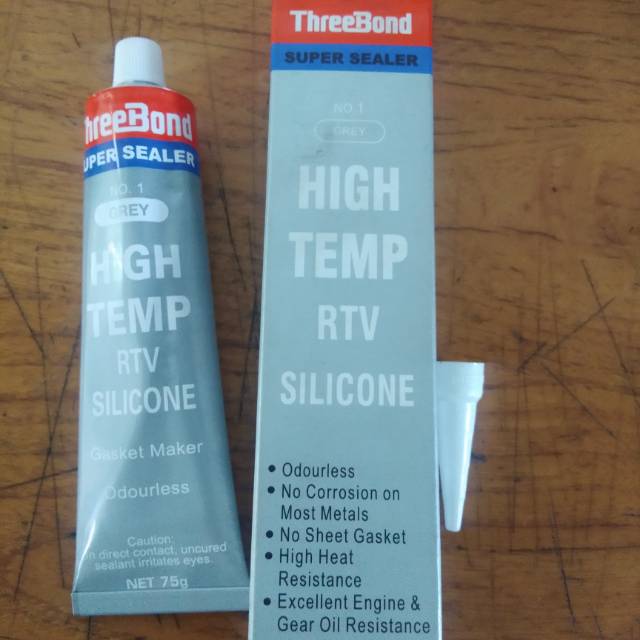 ThreeBond
SUPER SEALER
NO. 1
GREY
HIGH
TEMP
RTV
SILICONE
Gasket Maker
Odourless
Caution:
In direct contact, uncured
sealant irritates eyes.
NET 75g
ThreeBond
SUPER SEALER
NO. 1
GREY
HIGH
TEMP
RTV
SILICONE
• Odourless
• No Corrosion on
Most Metals
• No Sheet Gasket
• High Heat
Resistance
• Excellent Engine &
Gear Oil Resistance